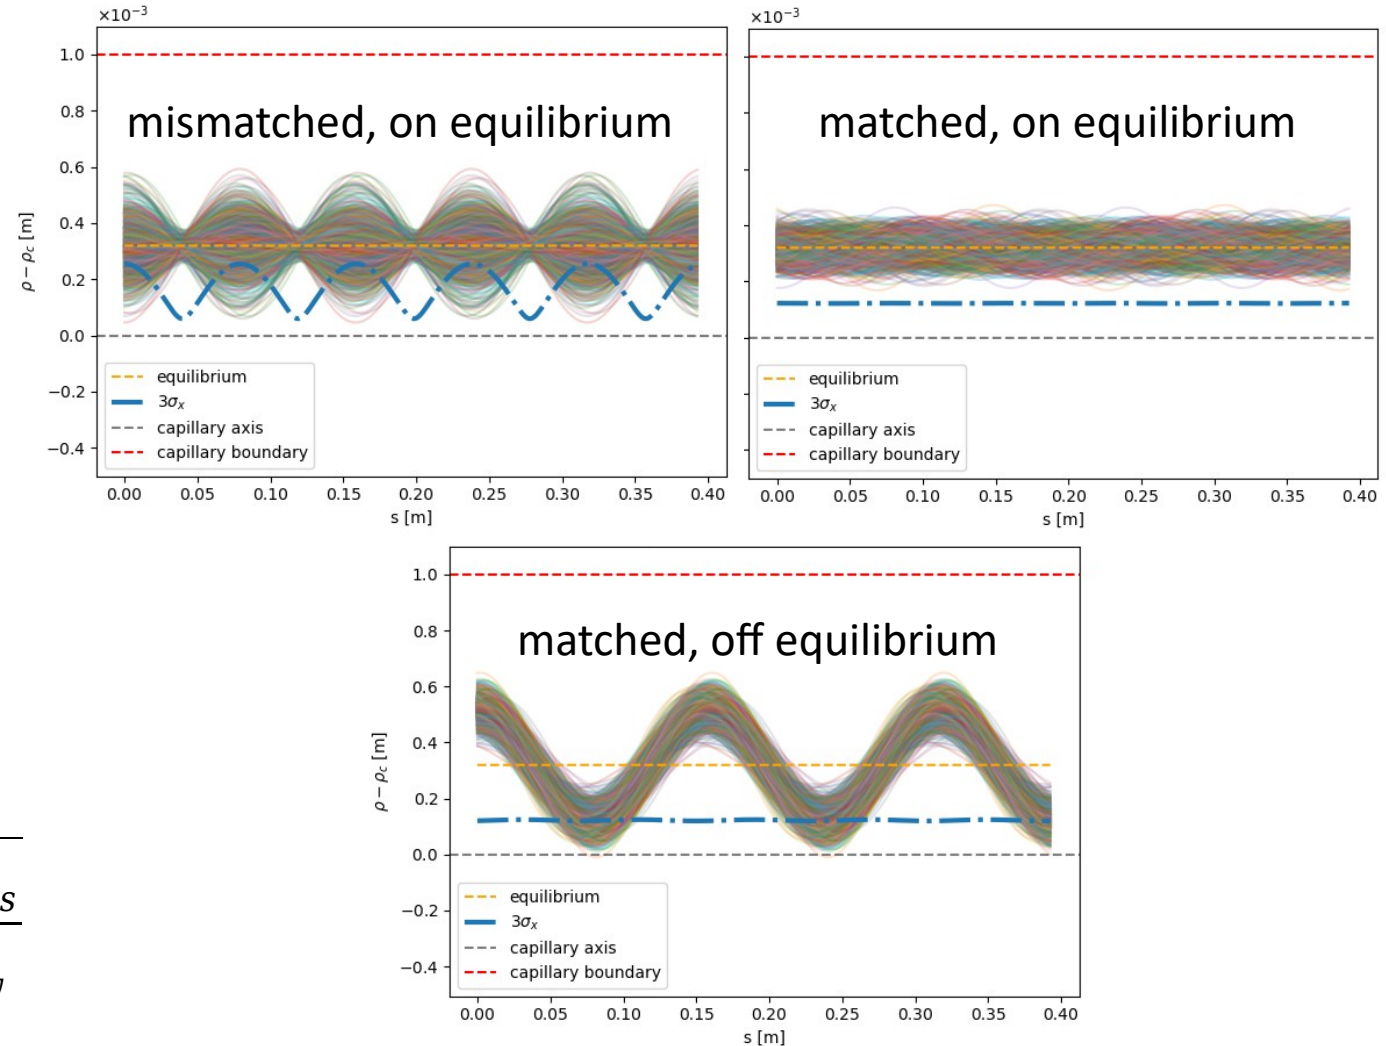 ×10⁻³
mismatched, on equilibrium
1.0
0.8
0.6
0.4
0.2
0.0
−0.2
−0.4
ρ − ρ_c [m]
equilibrium
3σₓ
capillary axis
capillary boundary
0.00 0.05 0.10 0.15 0.20 0.25 0.30 0.35 0.40
s [m]
×10⁻³
matched, on equilibrium
equilibrium
3σₓ
capillary axis
capillary boundary
0.00 0.05 0.10 0.15 0.20 0.25 0.30 0.35 0.40
s [m]
matched, off equilibrium
1.0
0.8
0.6
0.4
0.2
0.0
−0.2
−0.4
ρ − ρ_c [m]
equilibrium
3σₓ
capillary axis
capillary boundary
0.00 0.05 0.10 0.15 0.20 0.25 0.30 0.35 0.40
s [m]
s